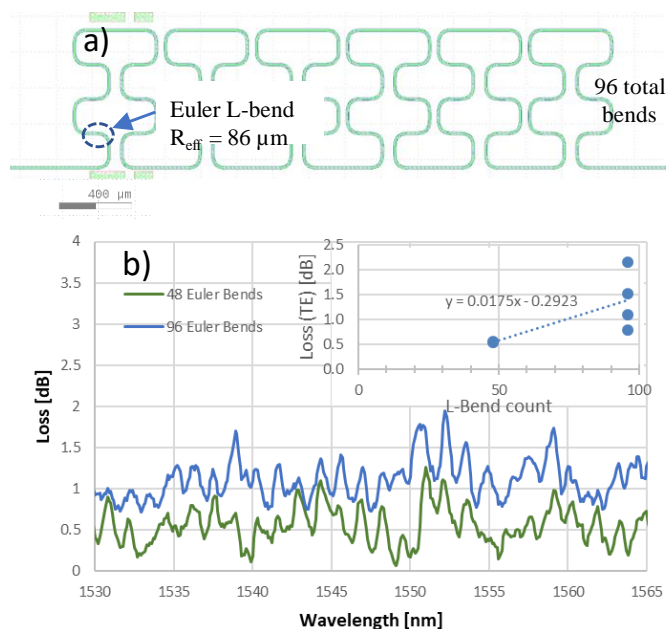 a)
Euler L-bend
R_eff = 86 µm
96 total
bends
400 µm
b)
48 Euler Bends
96 Euler Bends
Loss [dB]
4
3.5
3
2.5
2
1.5
1
0.5
0
1530 1535 1540 1545 1550 1555 1560 1565
Wavelength [nm]
Loss (TE) [dB]
2.5
2.0
1.5
1.0
0.5
0.0
y = 0.0175x - 0.2923
0 50 100
L-Bend count